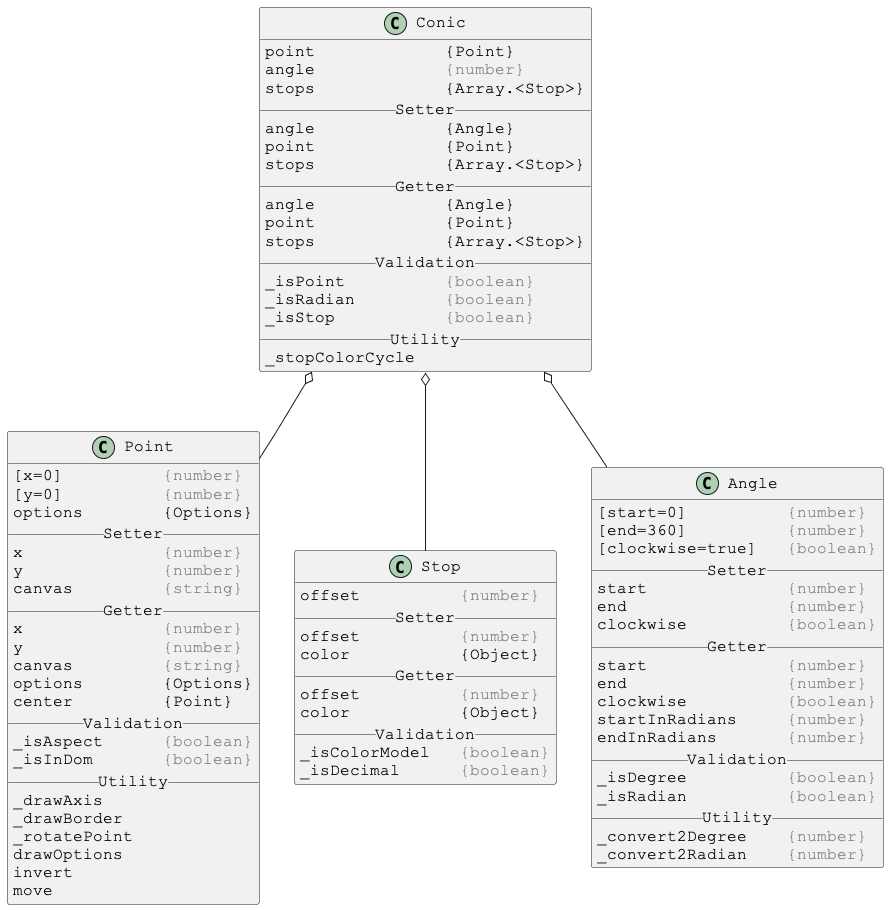 C Conic
point {Point}
angle {number}
stops {Array.<Stop>}
Setter
angle {Angle}
point {Point}
stops {Array.<Stop>}
Getter
angle {Angle}
point {Point}
stops {Array.<Stop>}
Validation
_isPoint {boolean}
_isRadian {boolean}
_isStop {boolean}
Utility
_stopColorCycle
C Point
[x=0] {number}
[y=0] {number}
options {Options}
Setter
x {number}
y {number}
canvas {string}
Getter
x {number}
y {number}
canvas {string}
options {Options}
center {Point}
Validation
_isAspect {boolean}
_isInDom {boolean}
Utility
_drawAxis
_drawBorder
_rotatePoint
drawOptions
invert
move
C Stop
offset {number}
Setter
offset {number}
color {Object}
Getter
offset {number}
color {Object}
Validation
_isColorModel {boolean}
_isDecimal {boolean}
C Angle
[start=0] {number}
[end=360] {number}
[clockwise=true] {boolean}
Setter
start {number}
end {number}
clockwise {boolean}
Getter
start {number}
end {number}
clockwise {boolean}
startInRadians {number}
endInRadians {number}
Validation
_isDegree {boolean}
_isRadian {boolean}
Utility
_convert2Degree {number}
_convert2Radian {number}